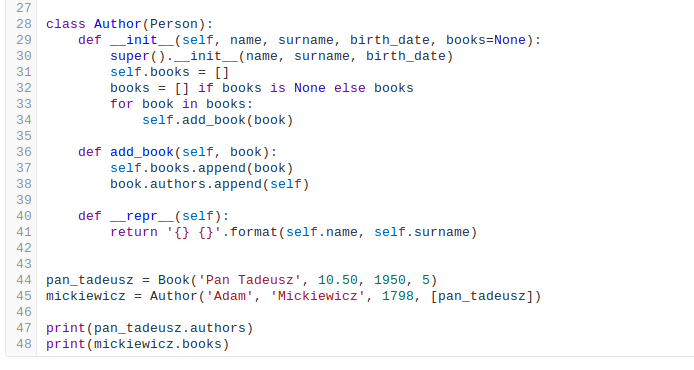 27
28 class Author(Person):
29     def __init__(self, name, surname, birth_date, books=None):
30         super().__init__(name, surname, birth_date)
31         self.books = []
32         books = [] if books is None else books
33         for book in books:
34             self.add_book(book)
35
36     def add_book(self, book):
37         self.books.append(book)
38         book.authors.append(self)
39
40     def __repr__(self):
41         return '{} {}'.format(self.name, self.surname)
42
43
44 pan_tadeusz = Book('Pan Tadeusz', 10.50, 1950, 5)
45 mickiewicz = Author('Adam', 'Mickiewicz', 1798, [pan_tadeusz])
46
47 print(pan_tadeusz.authors)
48 print(mickiewicz.books)